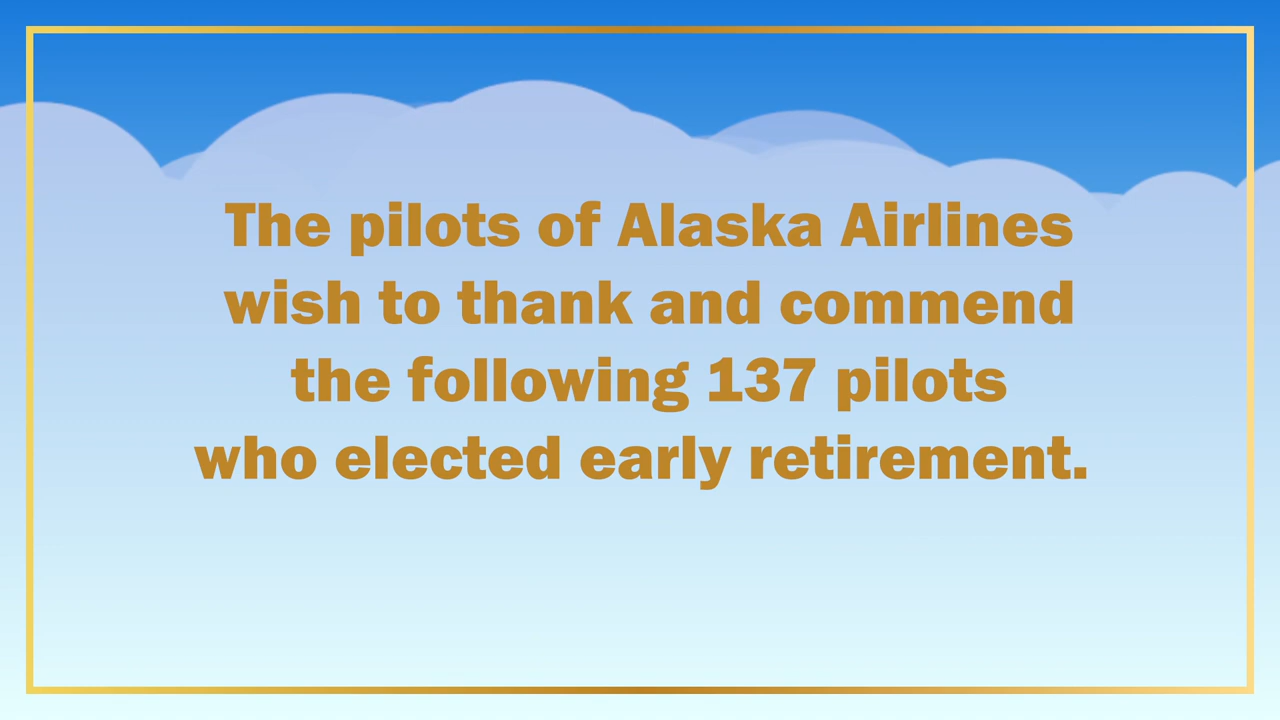 The pilots of Alaska Airlines
wish to thank and commend
the following 137 pilots
who elected early retirement.